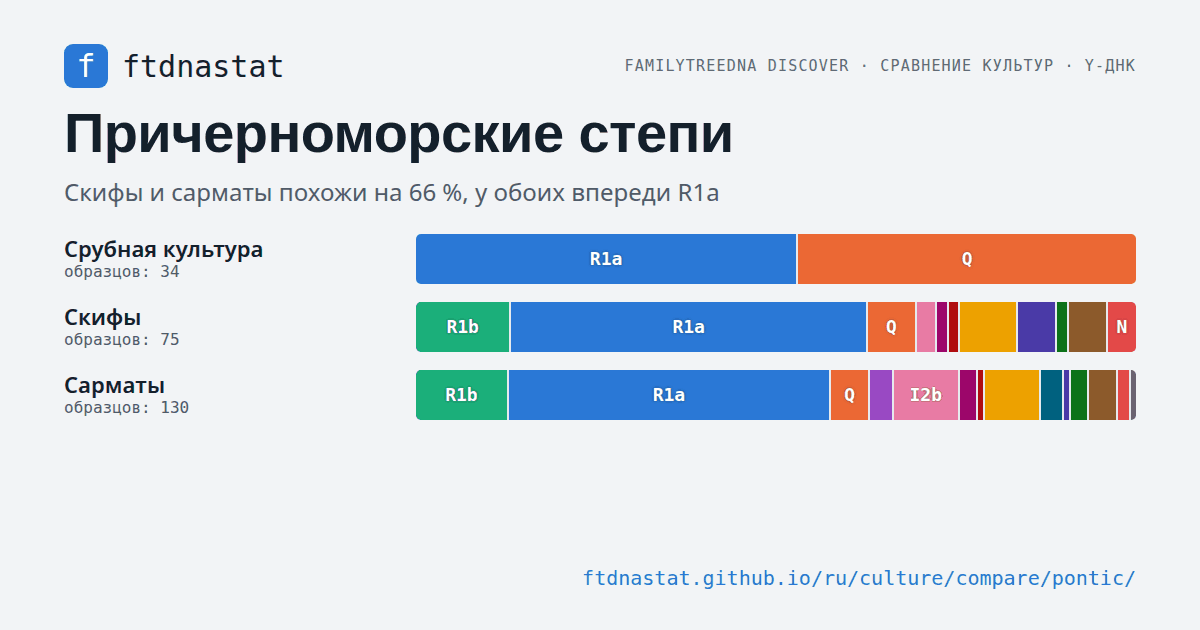 f ftdnastat
FAMILYTREEDNA DISCOVER · СРАВНЕНИЕ КУЛЬТУР · Y-ДНК
Причерноморские степи
Скифы и сарматы похожи на 66 %, у обоих впереди R1a
Срубная культура
образцов: 34
R1a Q
Скифы
образцов: 75
R1b R1a Q N
Сарматы
образцов: 130
R1b R1a Q I2b
ftdnastat.github.io/ru/culture/compare/pontic/